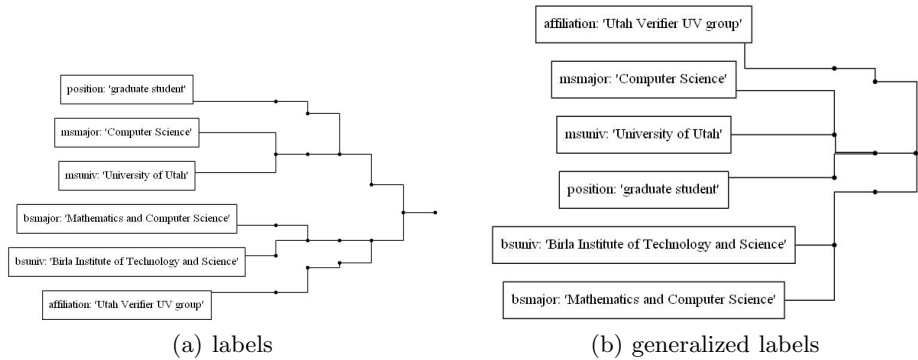 position: 'graduate student'
msmajor: 'Computer Science'
msuniv: 'University of Utah'
bsmajor: 'Mathematics and Computer Science'
bsuniv: 'Birla Institute of Technology and Science'
affiliation: 'Utah Verifier UV group'
(a) labels
affiliation: 'Utah Verifier UV group'
msmajor: 'Computer Science'
msuniv: 'University of Utah'
position: 'graduate student'
bsuniv: 'Birla Institute of Technology and Science'
bsmajor: 'Mathematics and Computer Science'
(b) generalized labels